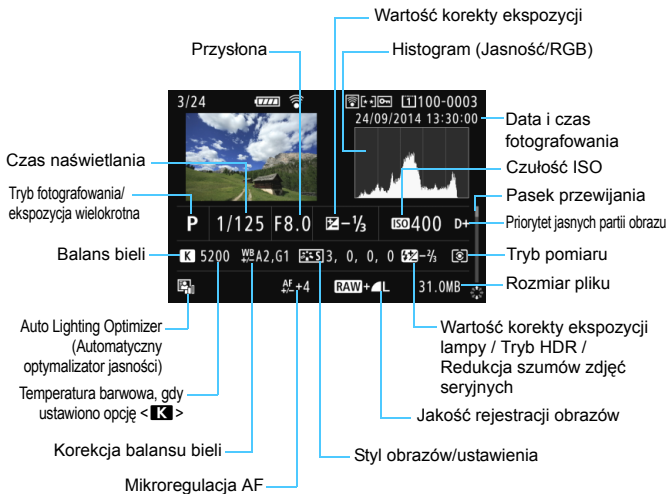 Wartość korekty ekspozycji
Przysłona
Histogram (Jasność/RGB)
3/24
1 100-0003
24/09/2014 13:30:00
Data i czas
fotografowania
Czas naświetlania
Czułość ISO
Tryb fotografowania/
ekspozycja wielokrotna
Pasek przewijania
P 1/125 F8.0 -1/3 ISO 400 D+
Priorytet jasnych partii obrazu
Balans bieli
K 5200 WB +/- A2,G1 S 3, 0, 0, 0 -2/3
Tryb pomiaru
AF +/- +4 RAW+L 31.0MB
Rozmiar pliku
Auto Lighting Optimizer
(Automatyczny
optymalizator jasności)
Wartość korekty ekspozycji
lampy / Tryb HDR /
Redukcja szumów zdjęć
seryjnych
Temperatura barwowa, gdy
ustawiono opcję < K >
Jakość rejestracji obrazów
Korekcja balansu bieli
Styl obrazów/ustawienia
Mikroregulacja AF